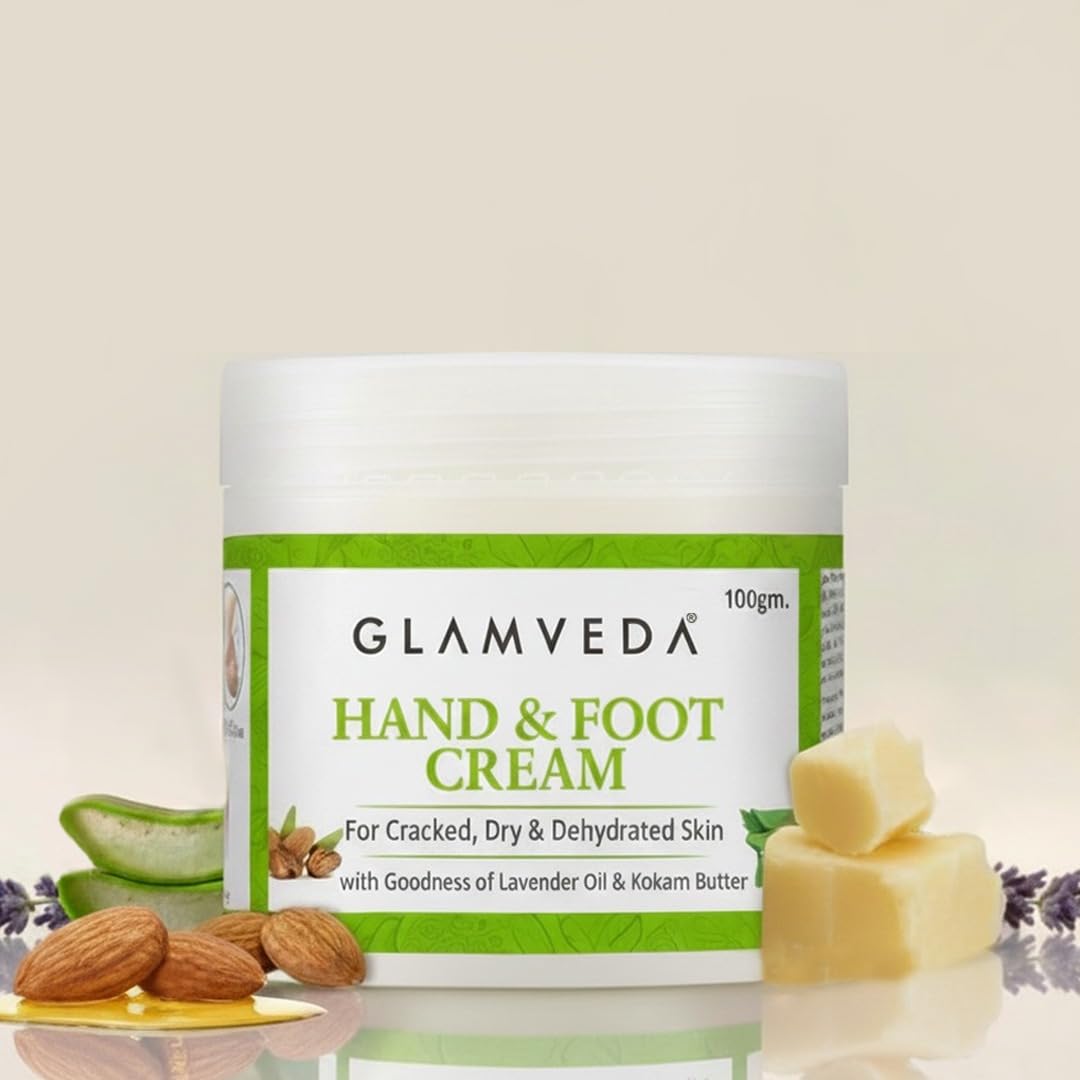 100gm.
GLAMVEDA®
HAND & FOOT
CREAM
For Cracked, Dry & Dehydrated Skin
with Goodness of Lavender Oil & Kokam Butter